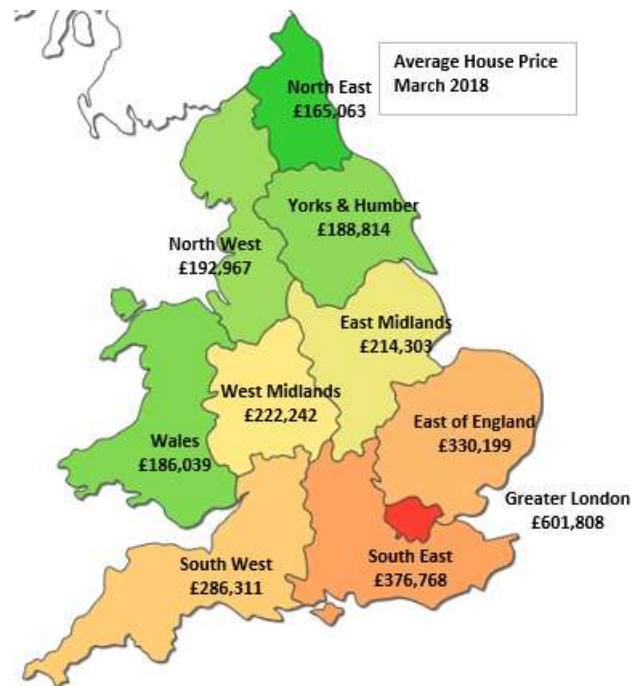 Average House Price
March 2018
North East
£165,063
Yorks & Humber
£188,814
North West
£192,967
East Midlands
£214,303
West Midlands
£222,242
East of England
£330,199
Wales
£186,039
Greater London
£601,808
South West
£286,311
South East
£376,768